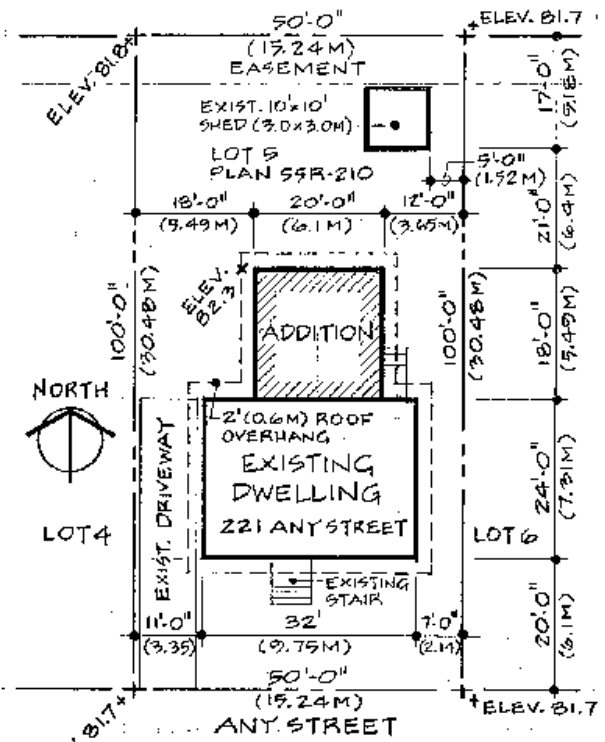 50'-0"
(15.24M)
EASEMENT
ELEV. 81.7
ELEV. 81.8
17'-0"
(5.18M)
EXIST. 10'x10'
SHED (3.0x3.0M)
LOT 5
PLAN 55R-210
5'-0"
(1.52M)
18'-0"
(5.49M)
20'-0"
(6.1M)
12'-0"
(3.65M)
21'-0"
(6.4M)
ELEV.
82.3
100'-0"
(30.48M)
ADDITION
100'-0"
(30.48M)
18'-0"
(5.49M)
NORTH
2'(0.6M) ROOF
OVERHANG
EXISTING
DWELLING
221 ANY STREET
EXIST. DRIVEWAY
24'-0"
(7.31M)
LOT 4
LOT 6
EXISTING
STAIR
11'-0"
(3.35)
32'
(9.75M)
7'-0"
(2.14)
20'-0"
(6.1M)
50'-0"
(15.24M)
81.7
ELEV. 81.7
ANY STREET